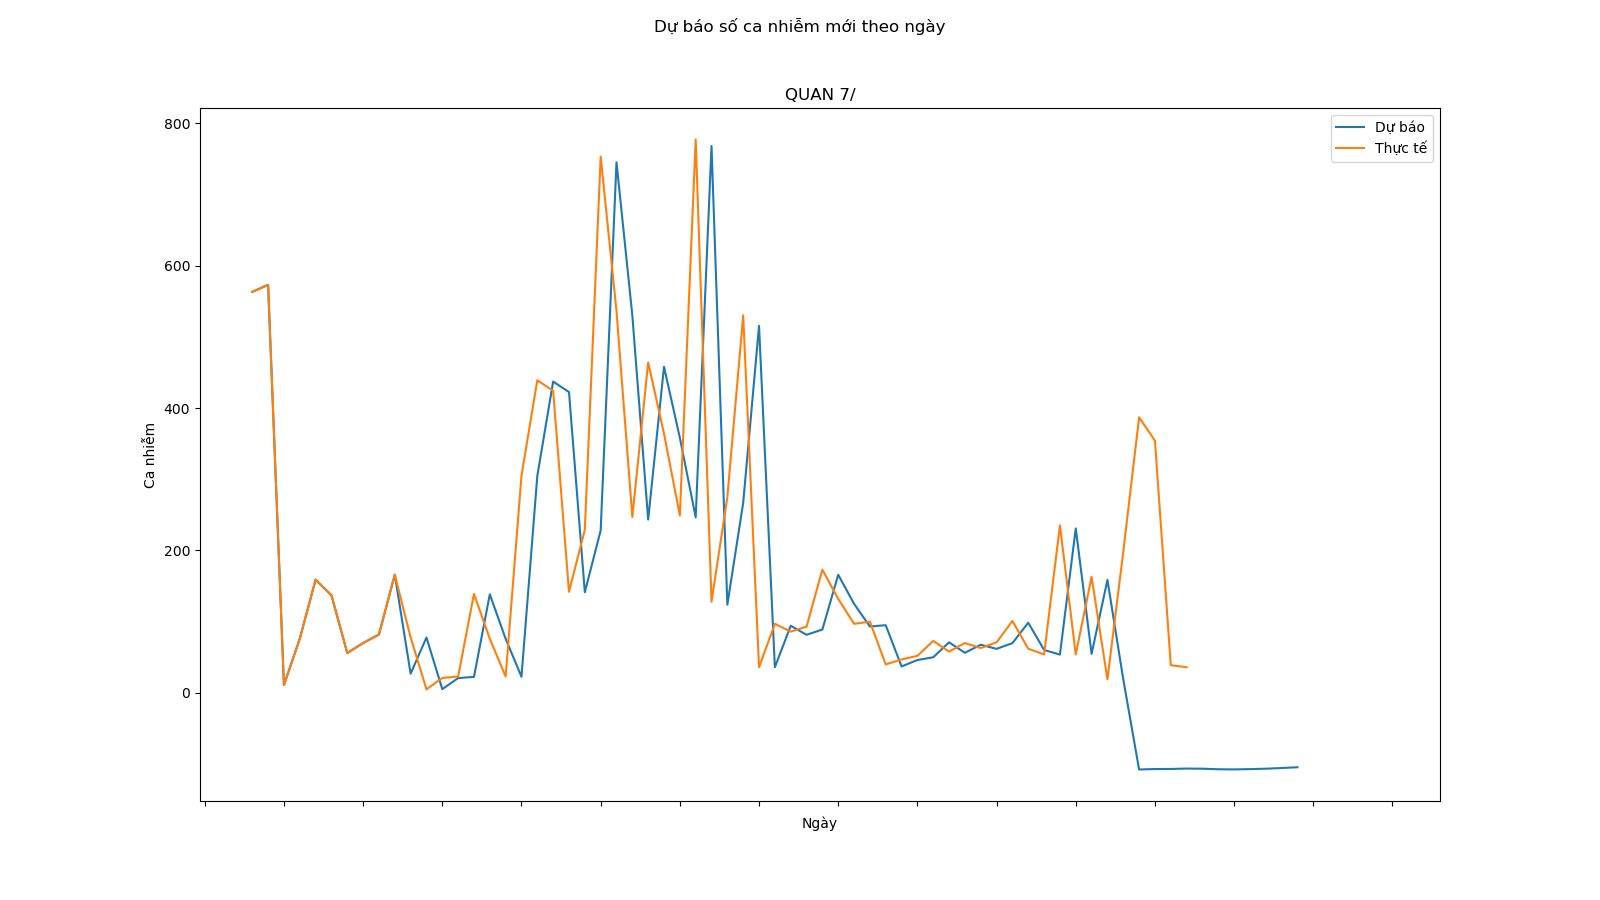 Dự báo số ca nhiễm mới theo ngày
QUAN 7/
800
600
400
200
0
Ca nhiễm
Dự báo
Thực tế
Ngày